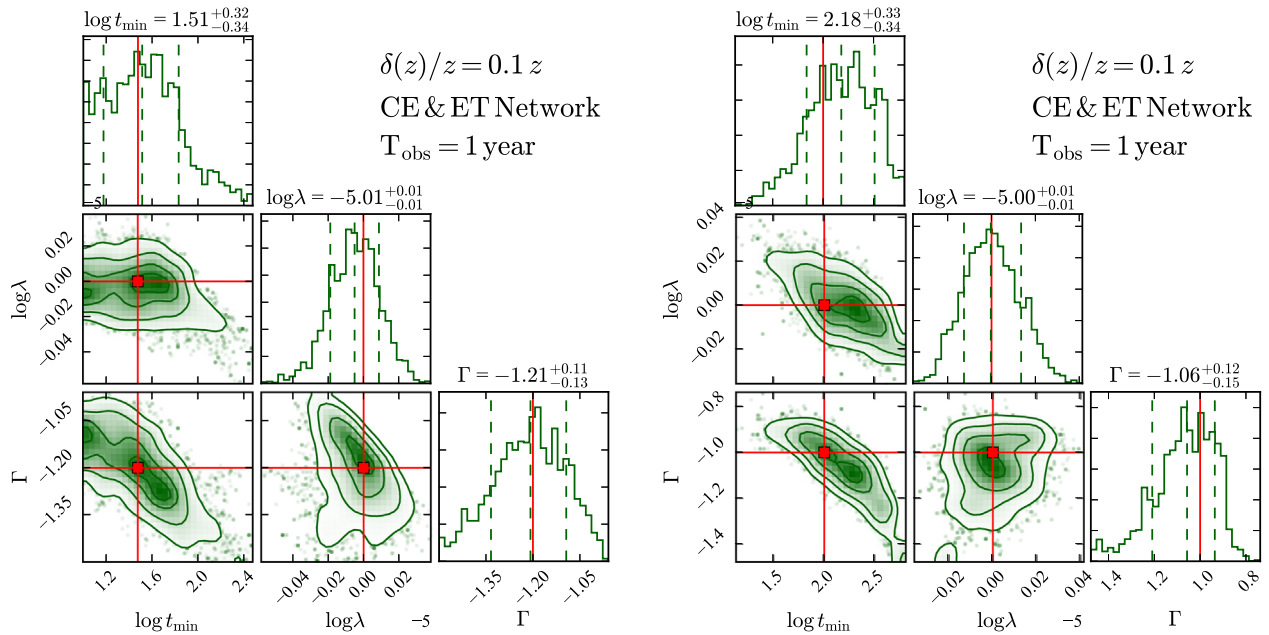 log t_min = 1.51 +0.32 −0.34
δ(z)/z = 0.1 z
CE & ET Network
T_obs = 1 year
−5
logλ = −5.01 +0.01 −0.01
0.02
0.00
−0.02
−0.04
logλ
Γ = −1.21 +0.11 −0.13
−1.05
−1.20
−1.35
Γ
1.2 1.6 2.0 2.4
log t_min
−0.04 −0.02 0.00 0.02
logλ −5
−1.35 −1.20 −1.05
Γ
log t_min = 2.18 +0.33 −0.34
δ(z)/z = 0.1 z
CE & ET Network
T_obs = 1 year
−5
logλ = −5.00 +0.01 −0.01
0.04
0.02
0.00
−0.02
logλ
Γ = −1.06 +0.12 −0.15
−0.8
−1.0
−1.2
−1.4
Γ
1.5 2.0 2.5
log t_min
−0.02 0.00 0.02 0.04
logλ −5
1.4 1.2 1.0 0.8
Γ